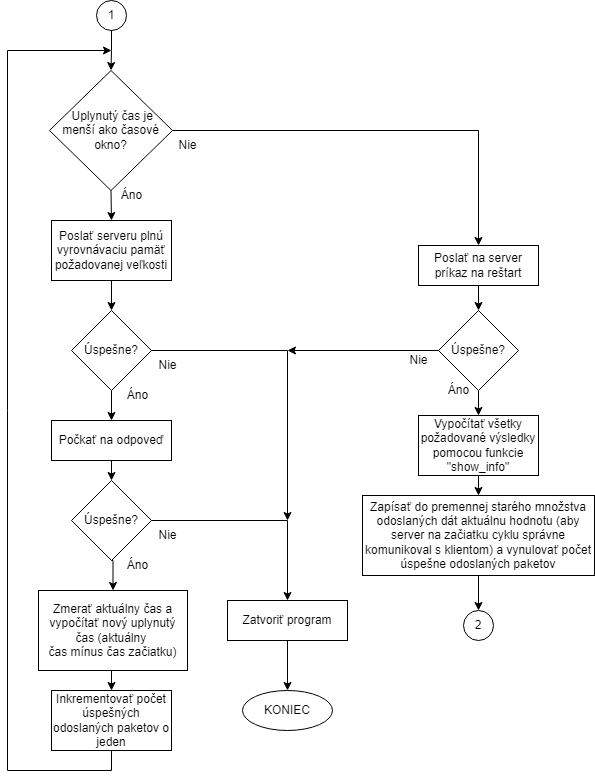 1
Uplynutý čas je
menší ako časové
okno?
Nie
Áno
Poslať serveru plnú
vyrovnávaciu pamäť
požadovanej veľkosti
Úspešne?
Nie
Áno
Počkať na odpoveď
Úspešne?
Nie
Áno
Zmerať aktuálny čas a
vypočítať nový uplynutý
čas (aktuálny
čas mínus čas začiatku)
Inkrementovať počet
úspešných
odoslaných paketov o
jeden
Zatvoriť program
KONIEC
Poslať na server
príkaz na reštart
Úspešne?
Nie
Áno
Vypočítať všetky
požadované výsledky
pomocou funkcie
"show_info"
Zapísať do premennej starého množstva
odoslaných dát aktuálnu hodnotu (aby
server na začiatku cyklu správne
komunikoval s klientom) a vynulovať počet
úspešne odoslaných paketov
2